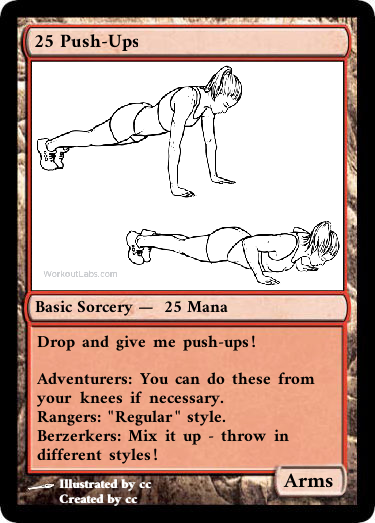 25 Push-Ups
WorkoutLabs.com
Basic Sorcery — 25 Mana
Drop and give me push-ups!
Adventurers: You can do these from
your knees if necessary.
Rangers: "Regular" style.
Berzerkers: Mix it up - throw in
different styles!
Arms
Illustrated by cc
Created by cc